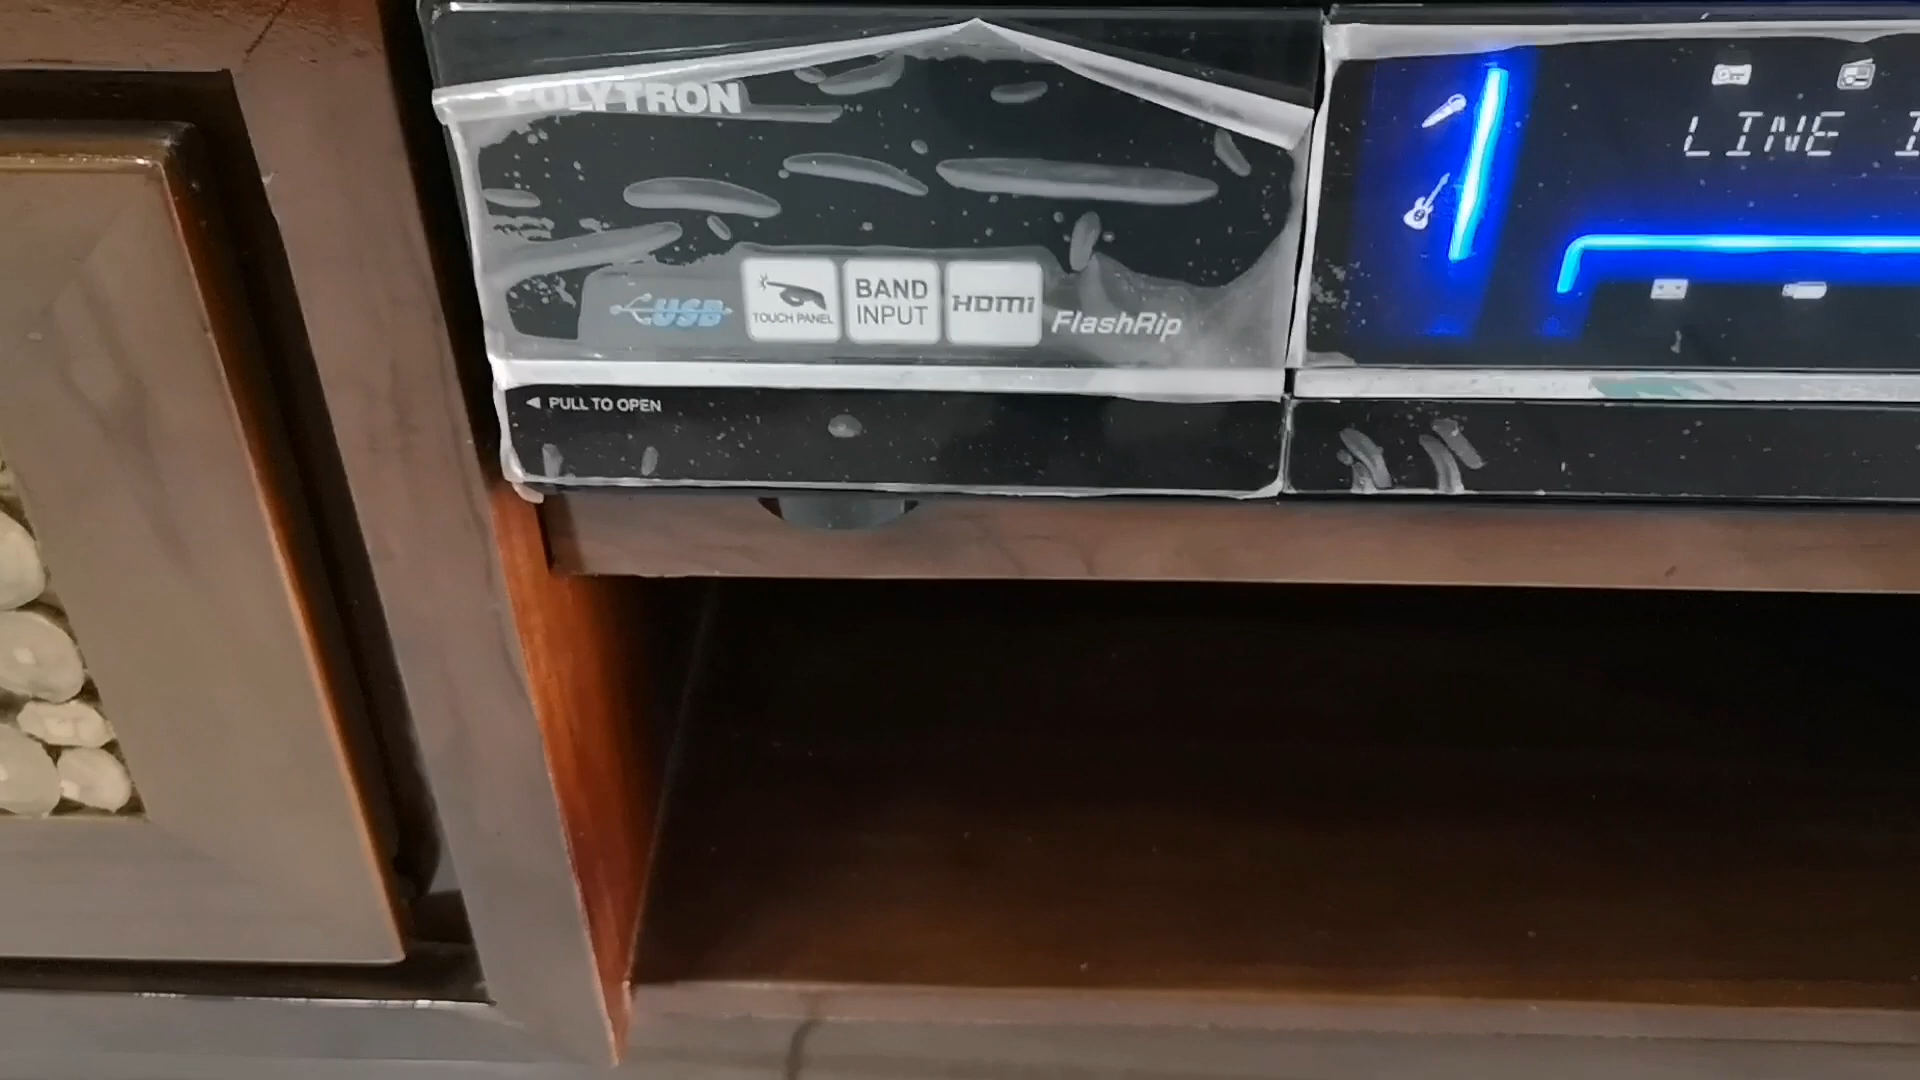 POLYTRON
LINE
USB
TOUCH PANEL
BAND
INPUT
HDMI
FlashRip
◄ PULL TO OPEN